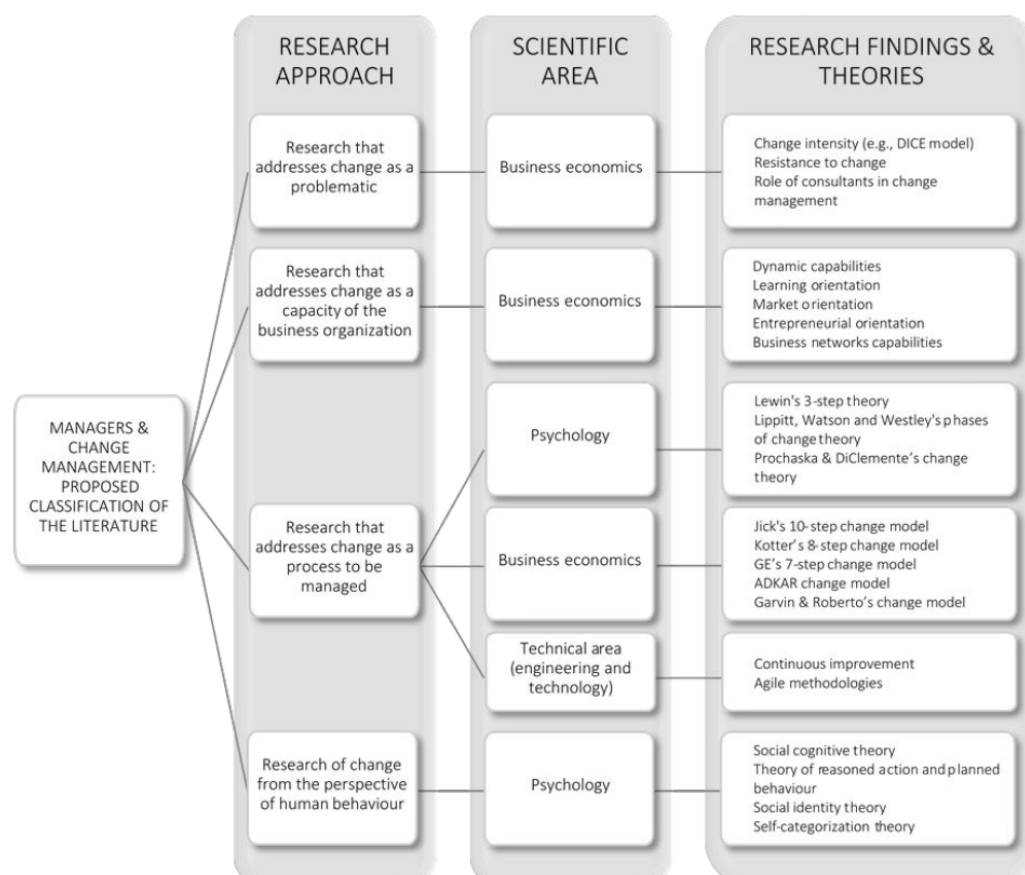 RESEARCH
APPROACH
SCIENTIFIC
AREA
RESEARCH FINDINGS &
THEORIES
MANAGERS &
CHANGE
MANAGEMENT:
PROPOSED
CLASSIFICATION OF
THE LITERATURE
Research that
addresses change as a
problematic
Business economics
Change intensity (e.g., DICE model)
Resistance to change
Role of consultants in change
management
Research that
addresses change as a
capacity of the
business organization
Business economics
Dynamic capabilities
Learning orientation
Market orientation
Entrepreneurial orientation
Business networks capabilities
Research that
addresses change as a
process to be
managed
Psychology
Lewin's 3-step theory
Lippitt, Watson and Westley's phases
of change theory
Prochaska & DiClemente's change
theory
Business economics
Jick's 10-step change model
Kotter's 8-step change model
GE's 7-step change model
ADKAR change model
Garvin & Roberto's change model
Technical area
(engineering and
technology)
Continuous improvement
Agile methodologies
Research of change
from the perspective
of human behaviour
Psychology
Social cognitive theory
Theory of reasoned action and planned
behaviour
Social identity theory
Self-categorization theory